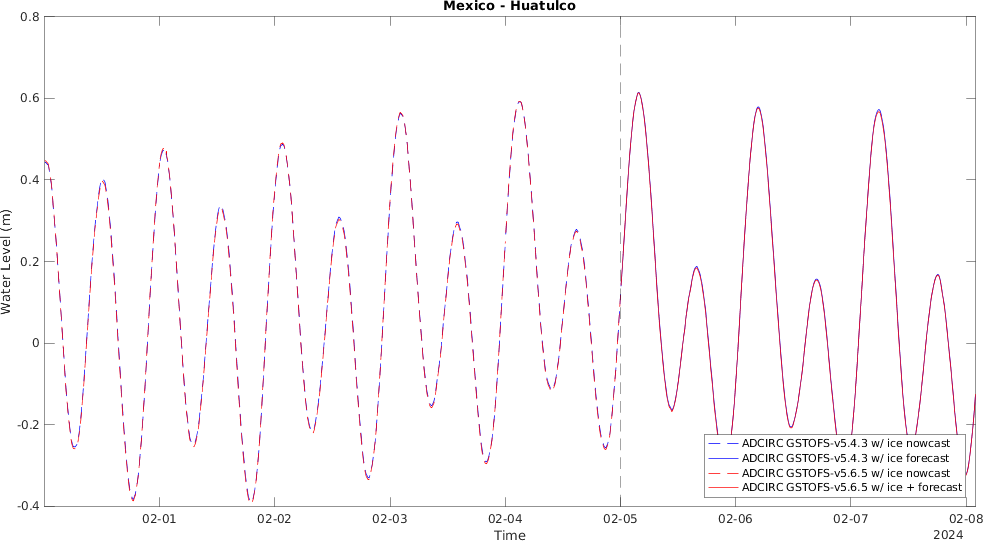 Mexico - Huatulco
0.8
0.6
0.4
0.2
0
-0.2
-0.4
Water Level (m)
ADCIRC GSTOFS-v5.4.3 w/ ice nowcast
ADCIRC GSTOFS-v5.4.3 w/ ice forecast
ADCIRC GSTOFS-v5.6.5 w/ ice nowcast
ADCIRC GSTOFS-v5.6.5 w/ ice + forecast
02-01 02-02 02-03 02-04 02-05 02-06 02-07 02-08
Time
2024